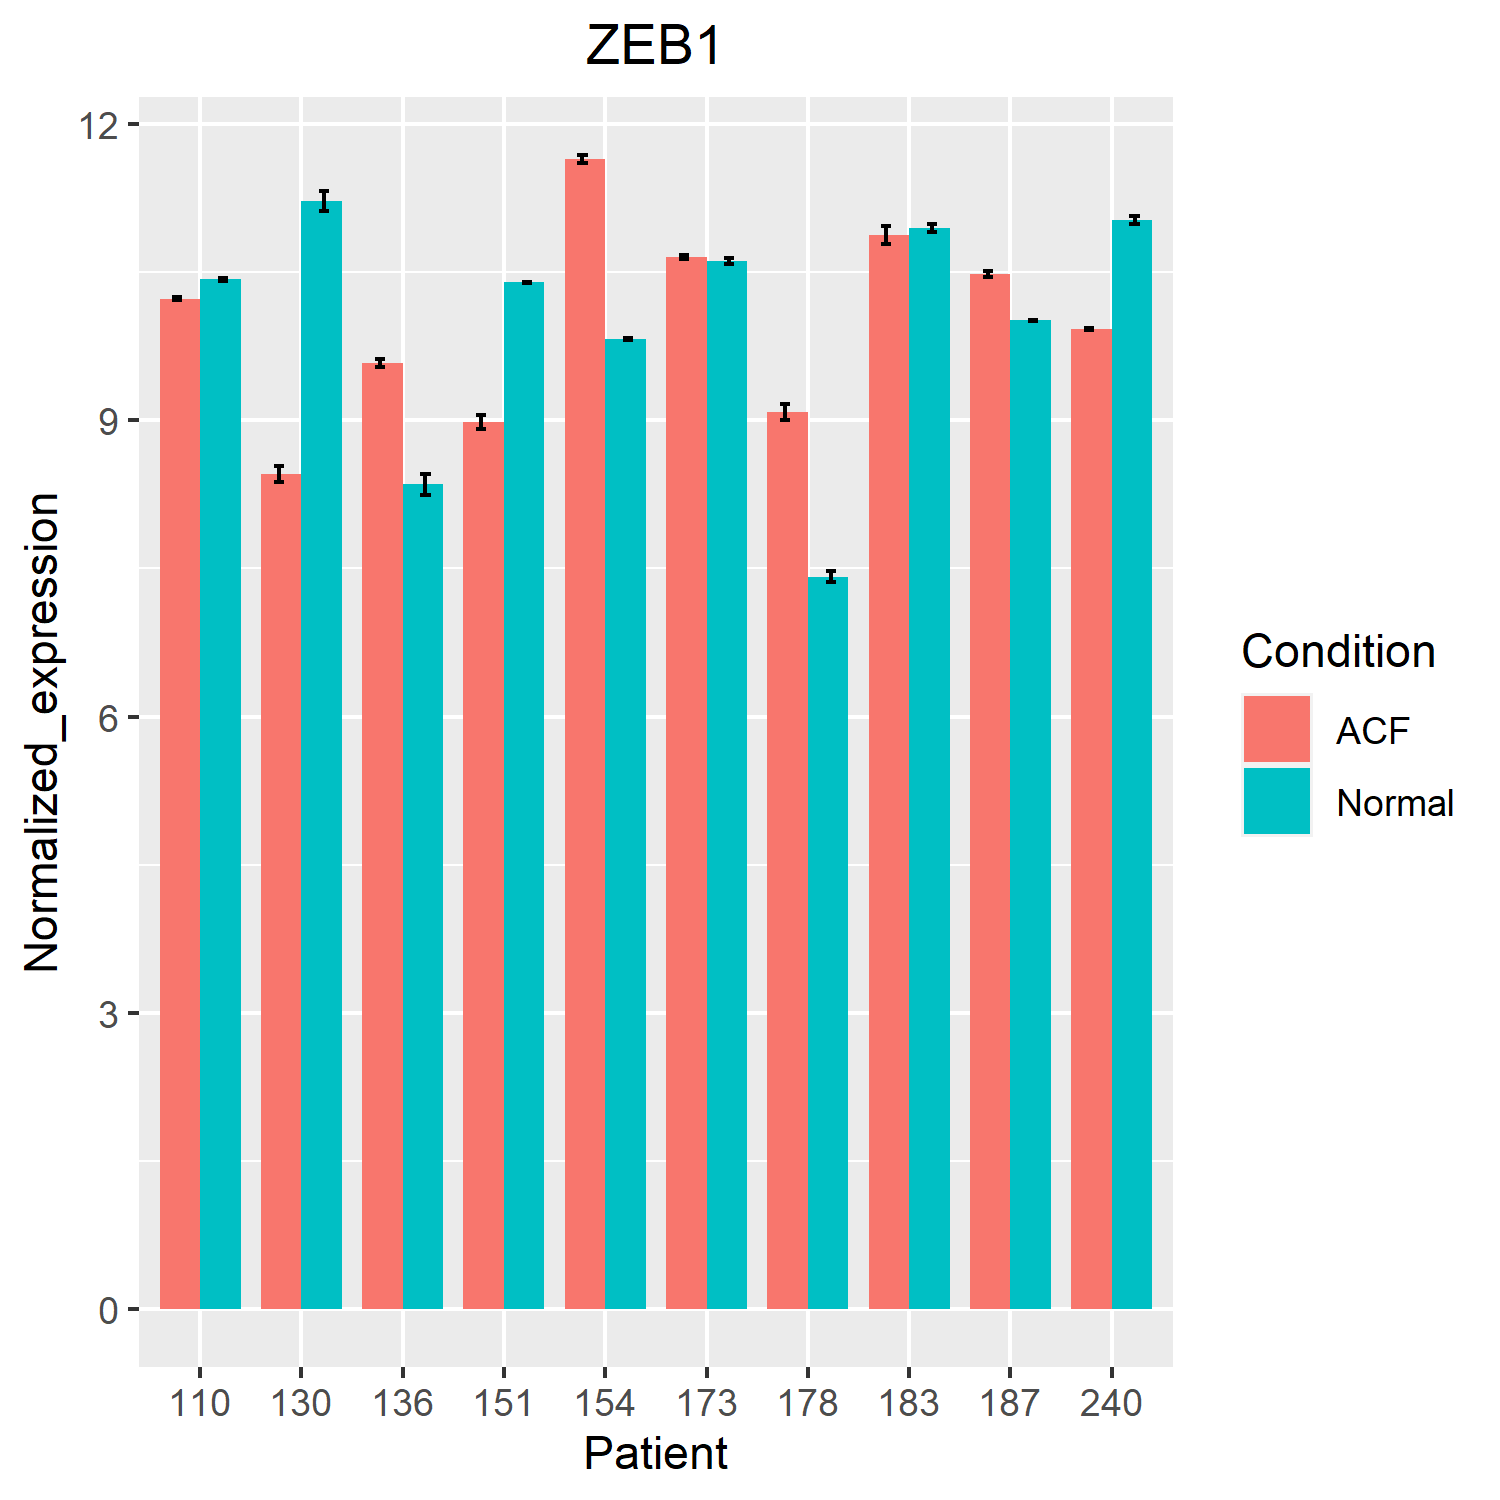 ZEB1
12
9
6
3
0
Normalized_expression
110 130 136 151 154 173 178 183 187 240
Patient
Condition
ACF
Normal